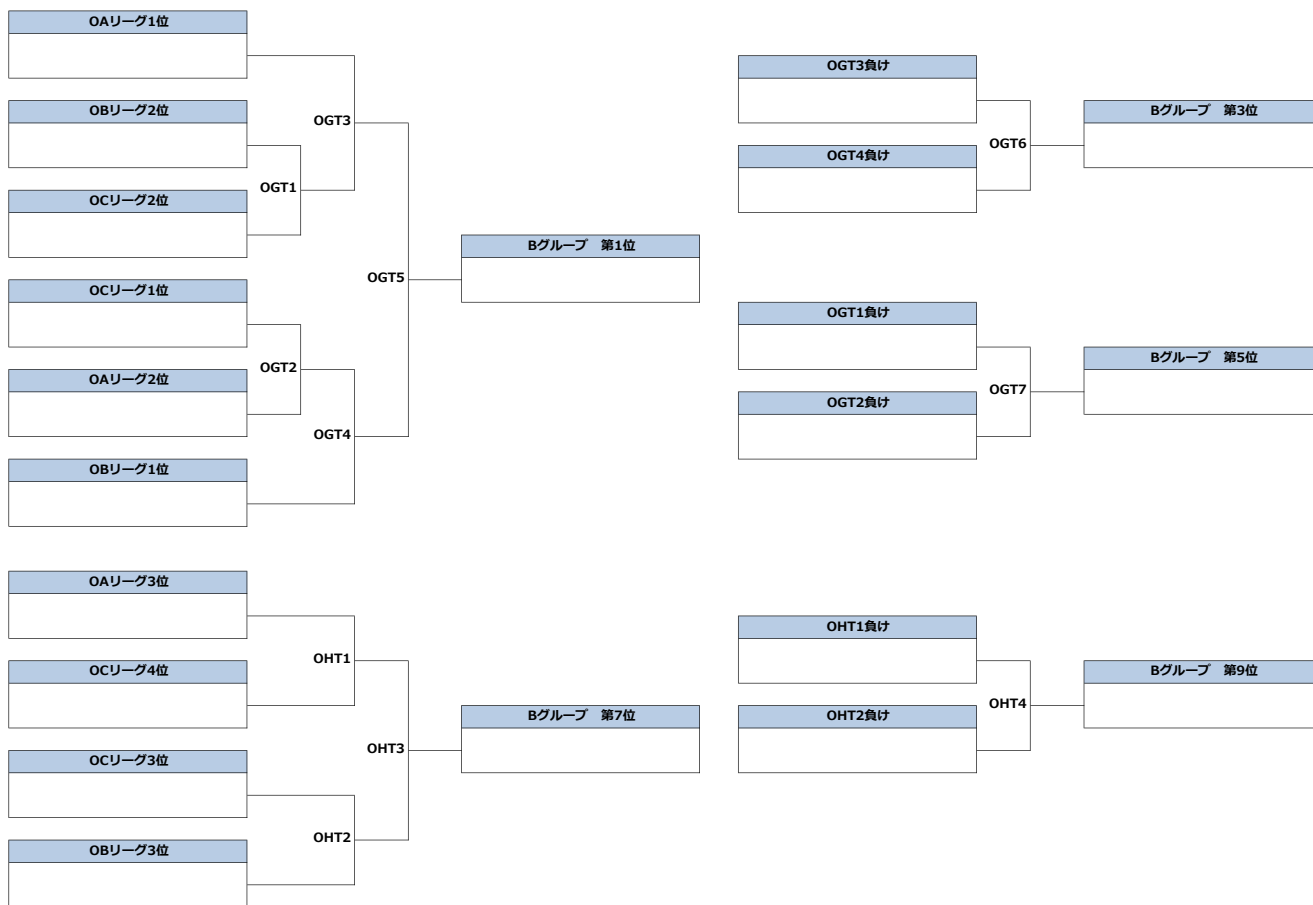 OAリーグ1位
OBリーグ2位
OCリーグ2位
OCリーグ1位
OAリーグ2位
OBリーグ1位
OGT1
OGT2
OGT3
OGT4
OGT5
Bグループ　第1位
OGT3負け
OGT4負け
OGT6
Bグループ　第3位
OGT1負け
OGT2負け
OGT7
Bグループ　第5位
OAリーグ3位
OCリーグ4位
OCリーグ3位
OBリーグ3位
OHT1
OHT2
OHT3
Bグループ　第7位
OHT1負け
OHT2負け
OHT4
Bグループ　第9位